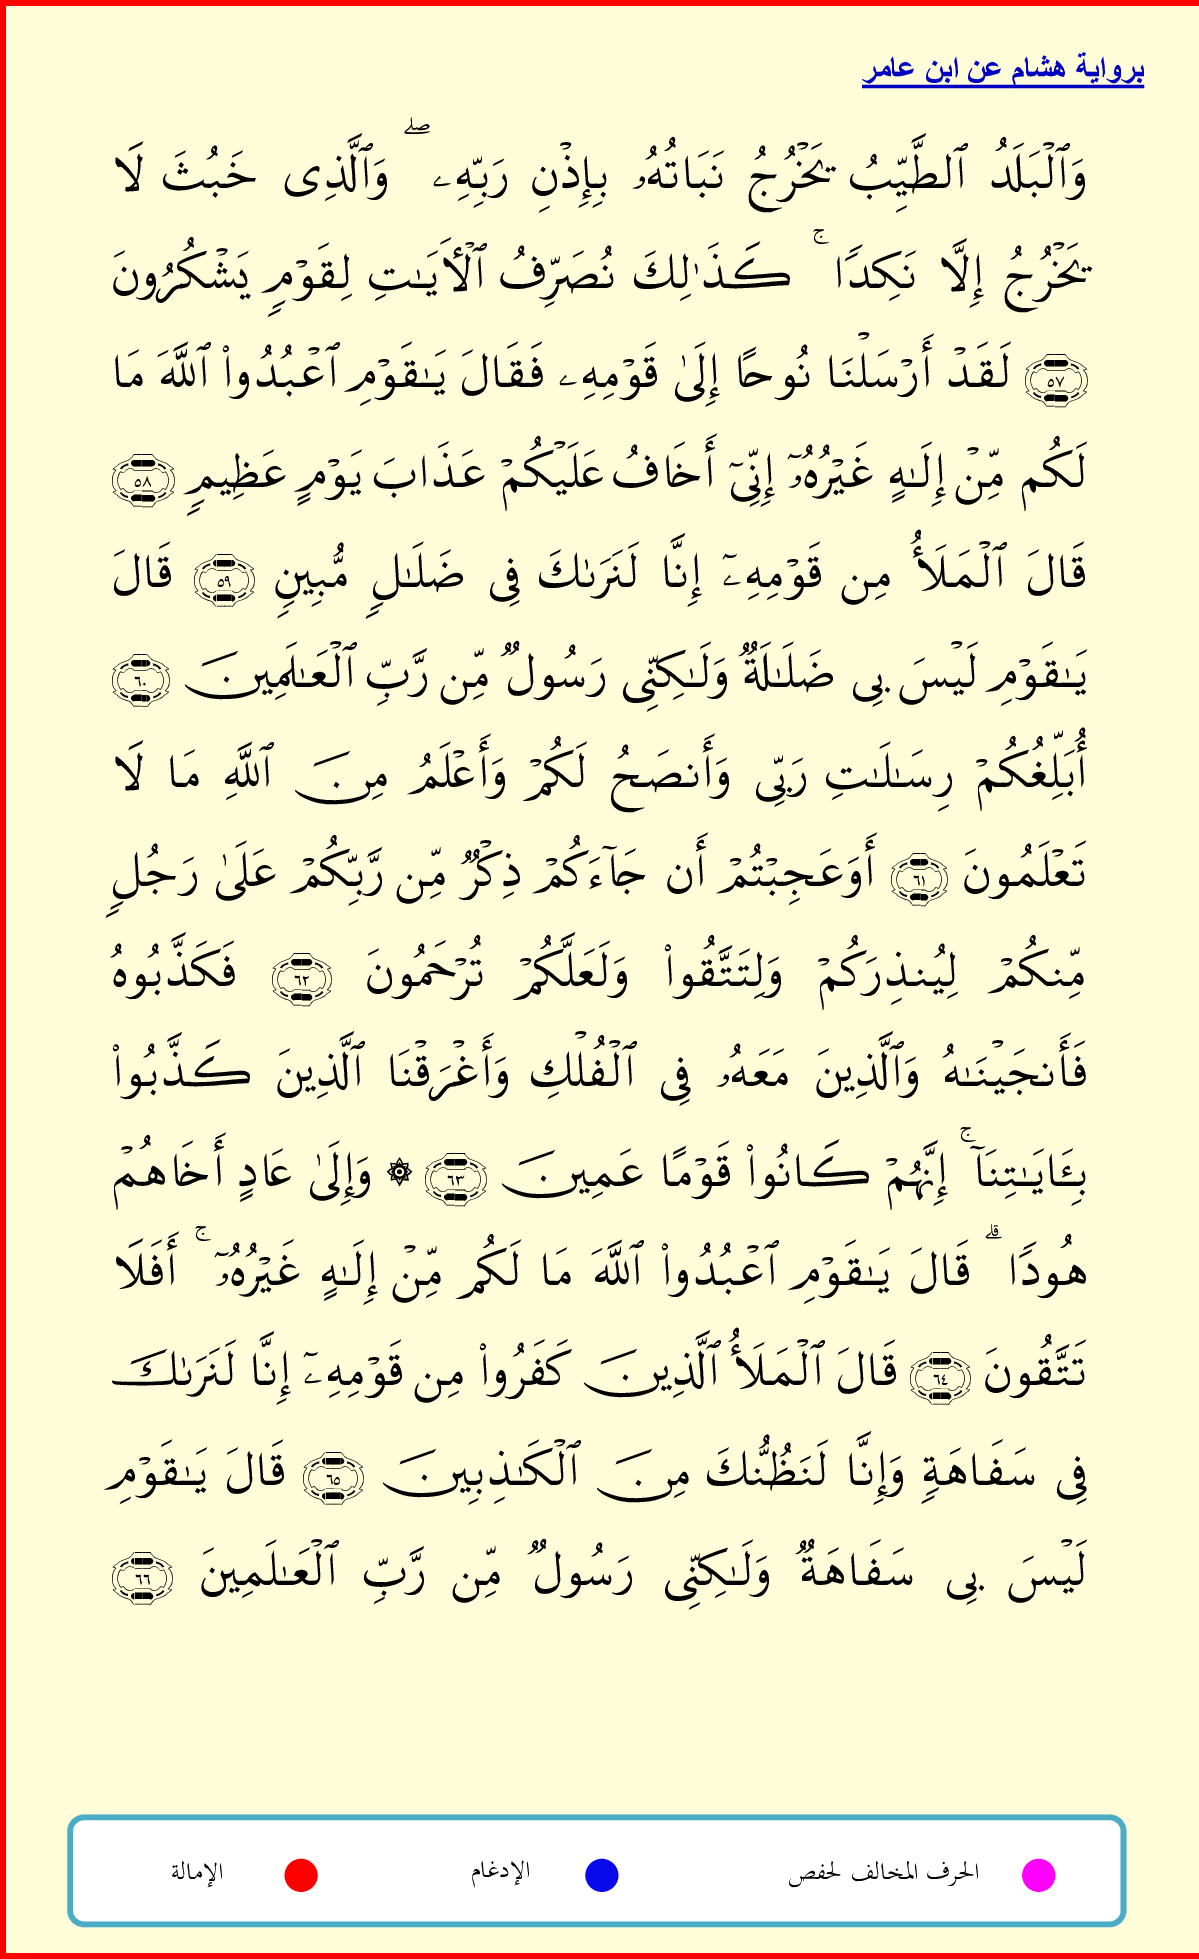 برواية هشام عن ابن عامر
وَٱلۡبَلَدُ ٱلطَّيِّبُ يَخۡرُجُ نَبَاتُهُۥ بِإِذۡنِ رَبِّهِۦۖ وَٱلَّذِى خَبُثَ لَا
يَخۡرُجُ إِلَّا نَكِدًاۚ كَذَٰلِكَ نُصَرِّفُ ٱلۡأَيَٰتِ لِقَوۡمٍ يَشۡكُرُونَ
۝٥٧ لَقَدۡ أَرۡسَلۡنَا نُوحًا إِلَىٰ قَوۡمِهِۦ فَقَالَ يَٰقَوۡمِ ٱعۡبُدُواْ ٱللَّهَ مَا
لَكُم مِّنۡ إِلَٰهٍ غَيۡرُهُۥٓ إِنِّىٓ أَخَافُ عَلَيۡكُمۡ عَذَابَ يَوۡمٍ عَظِيمٍ ۝٥٨
قَالَ ٱلۡمَلَأُ مِن قَوۡمِهِۦٓ إِنَّا لَنَرَىٰكَ فِى ضَلَٰلٍ مُّبِينٍ ۝٥٩ قَالَ
يَٰقَوۡمِ لَيۡسَ بِى ضَلَٰلَةٌ وَلَٰكِنِّى رَسُولٌ مِّن رَّبِّ ٱلۡعَٰلَمِينَ ۝٦٠
أُبَلِّغُكُمۡ رِسَٰلَٰتِ رَبِّى وَأَنصَحُ لَكُمۡ وَأَعۡلَمُ مِنَ ٱللَّهِ مَا لَا
تَعۡلَمُونَ ۝٦١ أَوَعَجِبۡتُمۡ أَن جَآءَكُمۡ ذِكۡرٌ مِّن رَّبِّكُمۡ عَلَىٰ رَجُلٍ
مِّنكُمۡ لِيُنذِرَكُمۡ وَلِتَتَّقُواْ وَلَعَلَّكُمۡ تُرۡحَمُونَ ۝٦٢ فَكَذَّبُوهُ
فَأَنجَيۡنَٰهُ وَٱلَّذِينَ مَعَهُۥ فِى ٱلۡفُلۡكِ وَأَغۡرَقۡنَا ٱلَّذِينَ كَذَّبُواْ
بِـَٔايَٰتِنَآۚ إِنَّهُمۡ كَانُواْ قَوۡمًا عَمِينَ ۝٦٣ ۞ وَإِلَىٰ عَادٍ أَخَاهُمۡ
هُودًاۗ قَالَ يَٰقَوۡمِ ٱعۡبُدُواْ ٱللَّهَ مَا لَكُم مِّنۡ إِلَٰهٍ غَيۡرُهُۥٓۚ أَفَلَا
تَتَّقُونَ ۝٦٤ قَالَ ٱلۡمَلَأُ ٱلَّذِينَ كَفَرُواْ مِن قَوۡمِهِۦٓ إِنَّا لَنَرَىٰكَ
فِى سَفَاهَةٍ وَإِنَّا لَنَظُنُّكَ مِنَ ٱلۡكَٰذِبِينَ ۝٦٥ قَالَ يَٰقَوۡمِ
لَيۡسَ بِى سَفَاهَةٌ وَلَٰكِنِّى رَسُولٌ مِّن رَّبِّ ٱلۡعَٰلَمِينَ ۝٦٦
الحرف المخالف لحفص الإدغام الإمالة